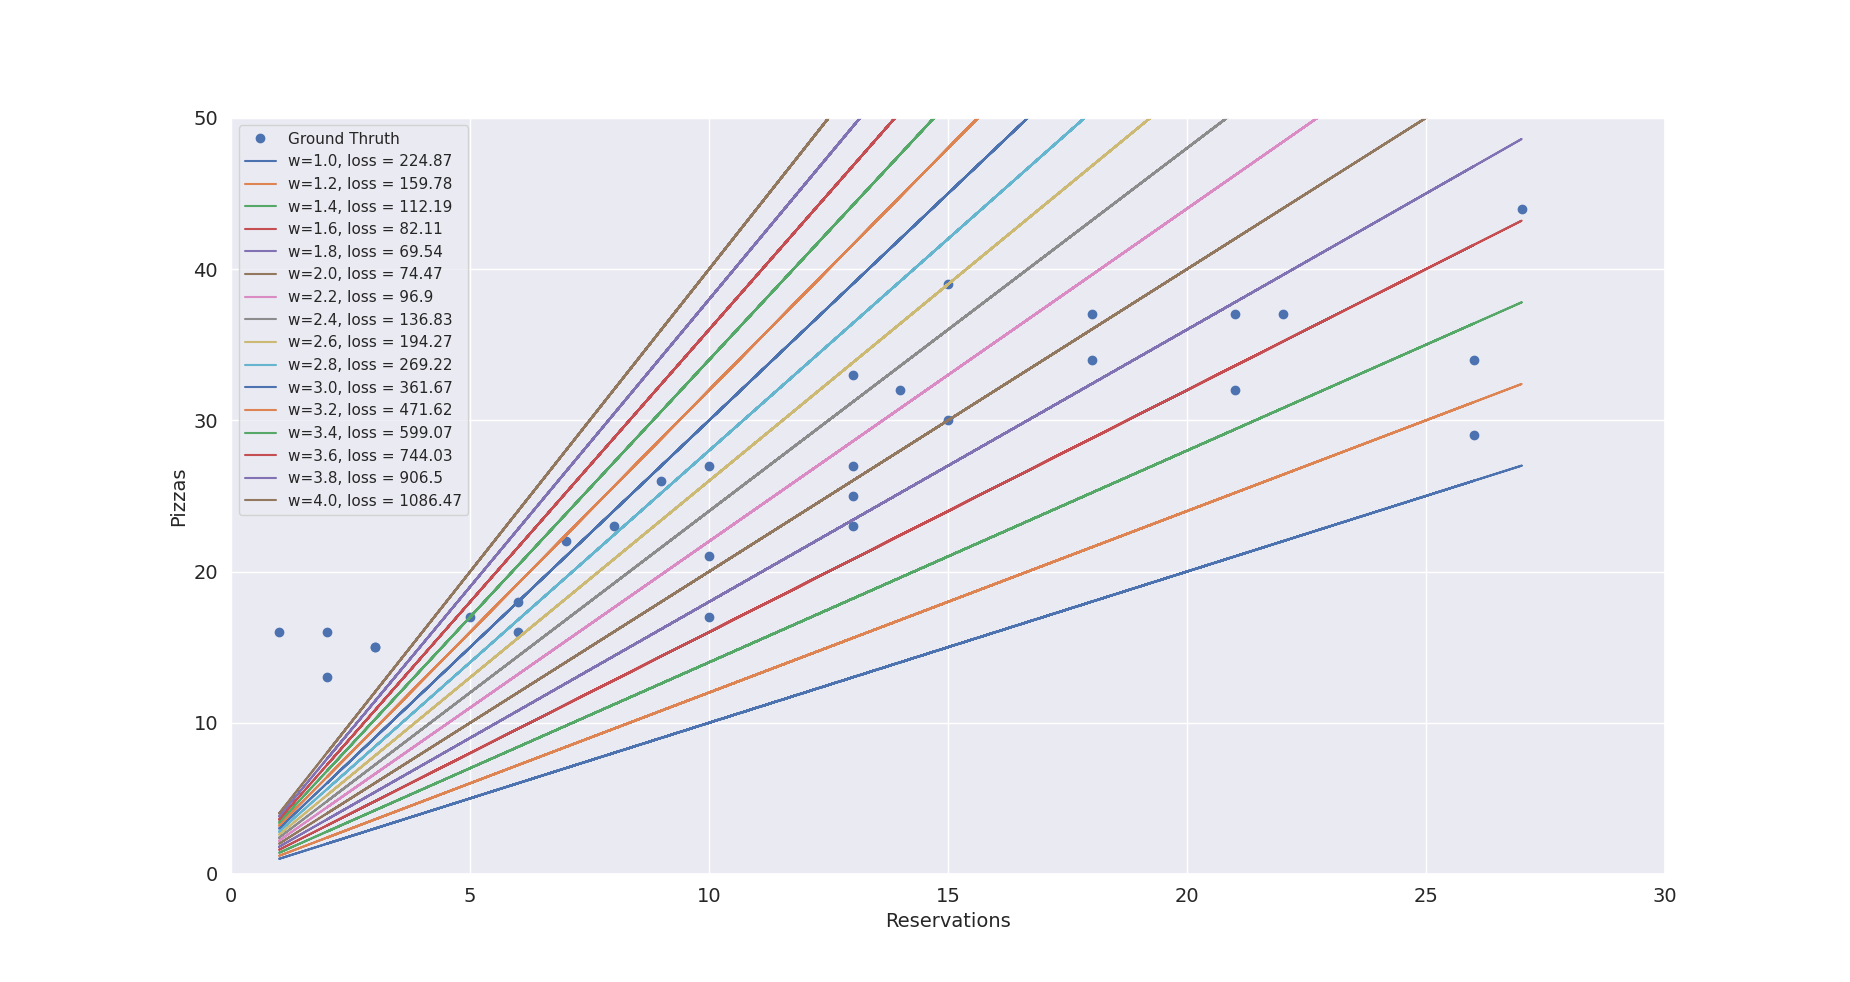 50
40
30
20
10
0
Pizzas
Ground Thruth
w=1.0, loss = 224.87
w=1.2, loss = 159.78
w=1.4, loss = 112.19
w=1.6, loss = 82.11
w=1.8, loss = 69.54
w=2.0, loss = 74.47
w=2.2, loss = 96.9
w=2.4, loss = 136.83
w=2.6, loss = 194.27
w=2.8, loss = 269.22
w=3.0, loss = 361.67
w=3.2, loss = 471.62
w=3.4, loss = 599.07
w=3.6, loss = 744.03
w=3.8, loss = 906.5
w=4.0, loss = 1086.47
0 5 10 15 20 25 30
Reservations